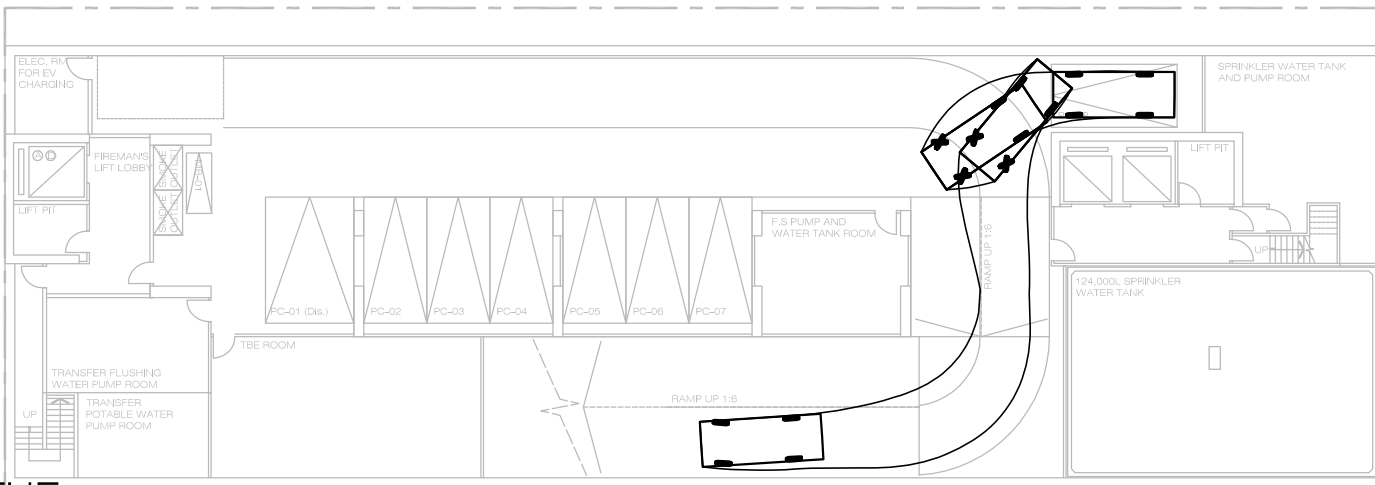 ELEC. RM
FOR EV
CHARGING
SPRINKLER WATER TANK
AND PUMP ROOM
FIREMAN'S
LIFT LOBBY
SMOKE
OUTLET
SMOKE
OUTLET
LIFT PIT
LIFT PIT
F.S PUMP AND
WATER TANK ROOM
RAMP UP 1:6
UP
124,000L SPRINKLER
WATER TANK
PC-01 (Dis.)
PC-02
PC-03
PC-04
PC-05
PC-06
PC-07
TBE ROOM
TRANSFER FLUSHING
WATER PUMP ROOM
RAMP UP 1:6
TRANSFER
POTABLE WATER
PUMP ROOM
UP